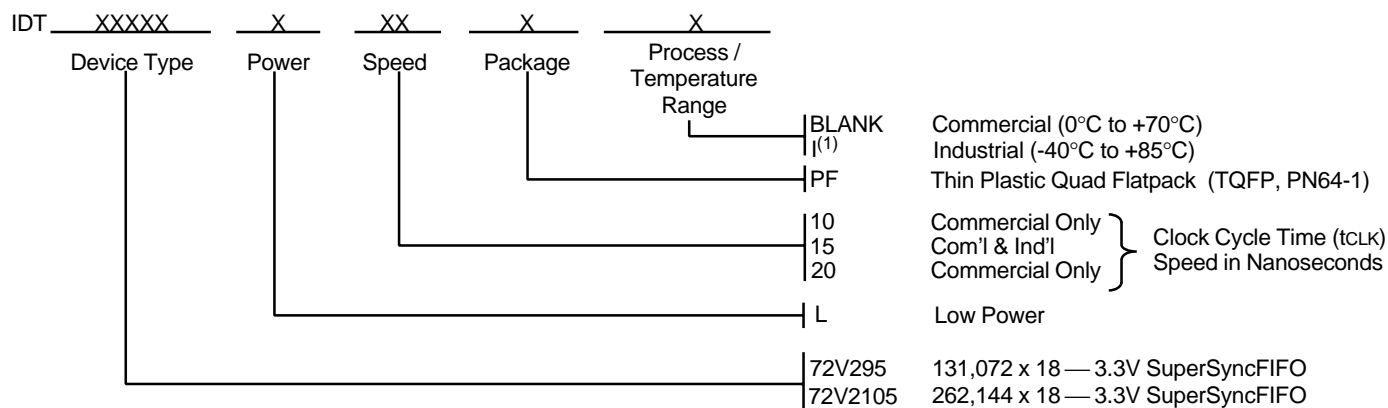 IDT XXXXX X XX X X
Device Type Power Speed Package Process /
Temperature
Range
BLANK Commercial (0°C to +70°C)
I(1) Industrial (-40°C to +85°C)
PF Thin Plastic Quad Flatpack (TQFP, PN64-1)
10 Commercial Only
15 Com’l & Ind’l
20 Commercial Only
Clock Cycle Time (tCLK)
Speed in Nanoseconds
L Low Power
72V295 131,072 x 18 — 3.3V SuperSyncFIFO
72V2105 262,144 x 18 — 3.3V SuperSyncFIFO